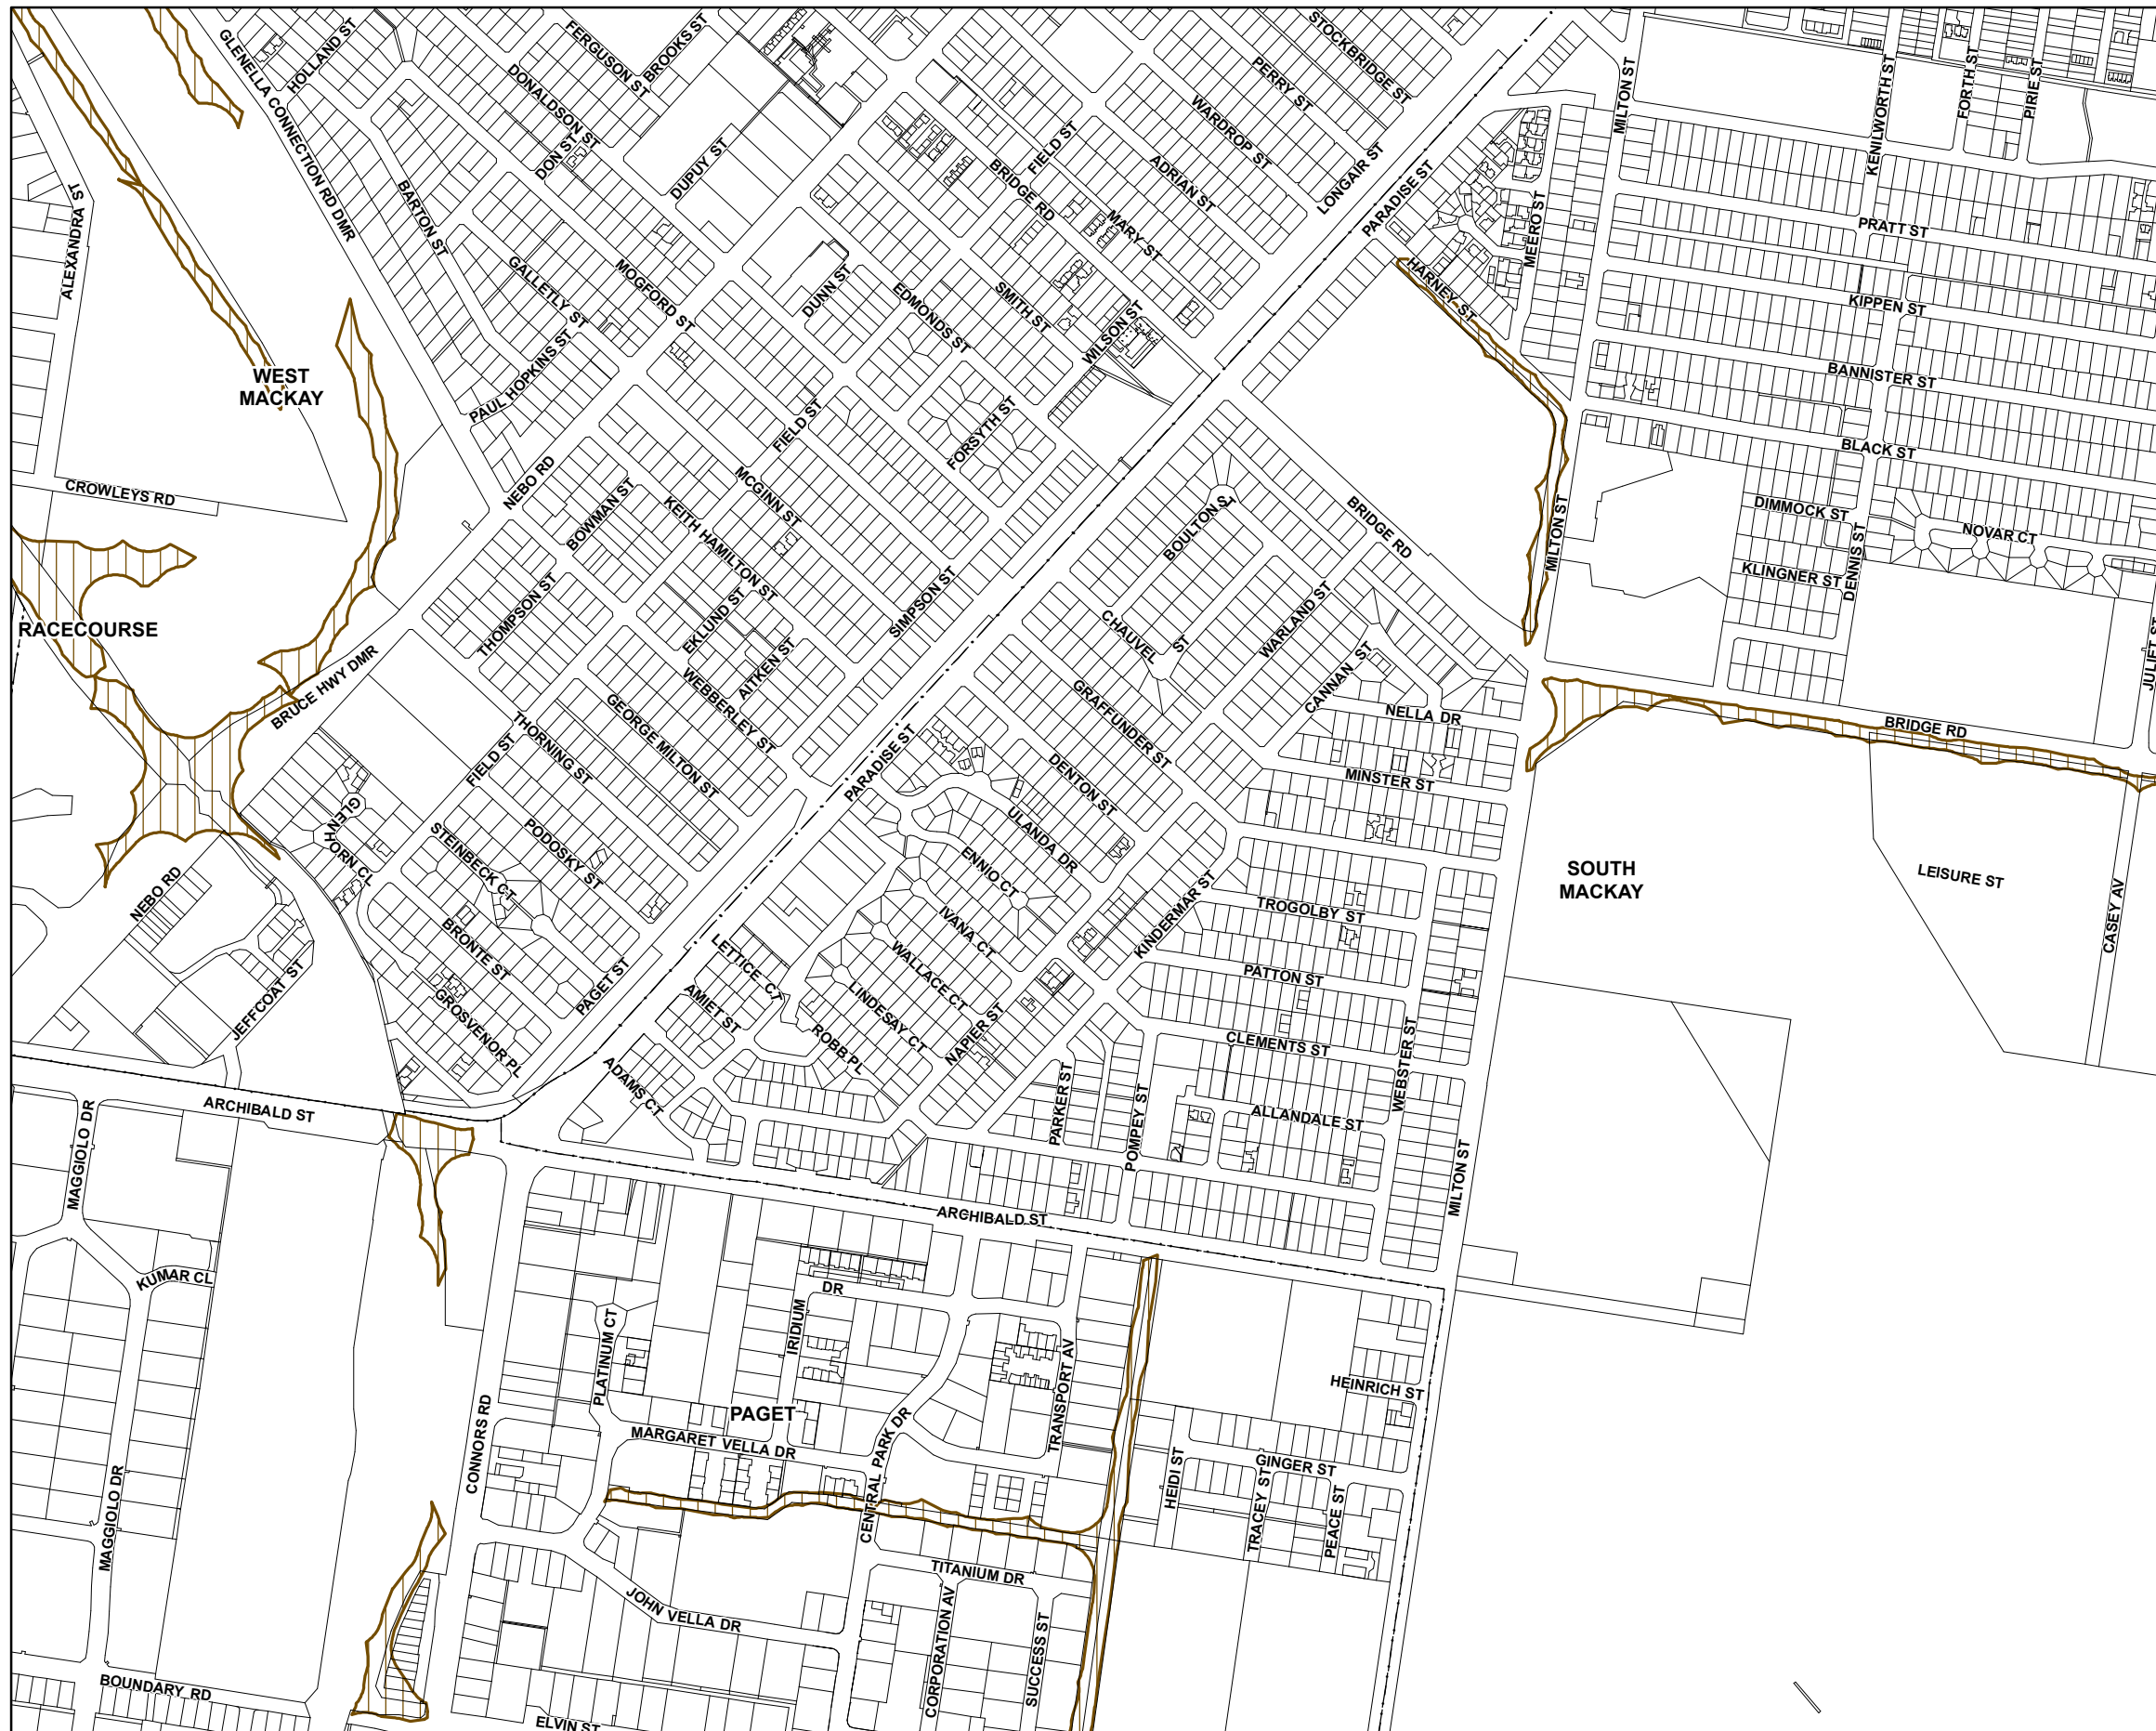 GLENELLA CONNECTION RD DMR
HOLLAND ST
FERGUSON ST
BROOKS ST
DONALDSON ST
DON ST
DUPUY ST
BARTON ST
STOCKBRIDGE ST
PERRY ST
WARDROP ST
FIELD ST
BRIDGE RD
ADRIAN ST
MARY ST
LONGAIR ST
PARADISE ST
MILTON ST
KENILWORTH ST
FORTH ST
PIRIE ST
MEERO ST
HARNEY ST
PRATT ST
KIPPEN ST
BANNISTER ST
BLACK ST
DIMMOCK ST
NOVAR CT
KLINGNER ST
DENNIS ST
JULIET ST
ALEXANDRA ST
WEST
MACKAY
GALLETLY ST
MOGFORD ST
PAUL HOPKINS ST
DUNN ST
EDMONDS ST
SMITH ST
WILSON ST
FORSYTH ST
FIELD ST
MCGINN ST
NEBO RD
BOWMAN ST
KEITH HAMILTON ST
CROWLEYS RD
RACECOURSE
BRUCE HWY DMR
THOMPSON ST
EKLUND ST
AITKEN ST
WEBBERLEY ST
SIMPSON ST
GEORGE MILTON ST
THORNING ST
FIELD ST
BOULTON ST
BRIDGE RD
MILTON ST
CHAUVEL
ST
WARLAND ST
CANNAN ST
GRAFFUNDER ST
NELLA DR
MINSTER ST
BRIDGE RD
PARADISE ST
DENTON ST
ULANDA DR
ENNIO CT
IVANA CT
WALLACE CT
LINDESAY CT
ROBB PL
NAPIER ST
LETTICE CT
AMIET ST
ADAMS CT
GLENHORN CL
STEINBECK CT
PODOSKY ST
BRONTE ST
GROSVENOR PL
PAGET ST
NEBO RD
JEFFCOAT ST
KINDERMAR ST
TROGOLBY ST
PATTON ST
CLEMENTS ST
WEBSTER ST
ALLANDALE ST
PARKER ST
POMPEY ST
MILTON ST
SOUTH
MACKAY
LEISURE ST
CASEY AV
ARCHIBALD ST
MAGGIOLO DR
KUMAR CL
ARCHIBALD ST
IRIDIUM
DR
PLATINUM CT
CONNORS RD
PAGET
MARGARET VELLA DR
CENTRAL PARK DR
TRANSPORT AV
HEINRICH ST
GINGER ST
HEIDI ST
TRACEY ST
PEACE ST
MAGGIOLO DR
CENTRAL
TITANIUM DR
JOHN VELLA DR
CORPORATION AV
SUCCESS ST
BOUNDARY RD
ELVIN ST